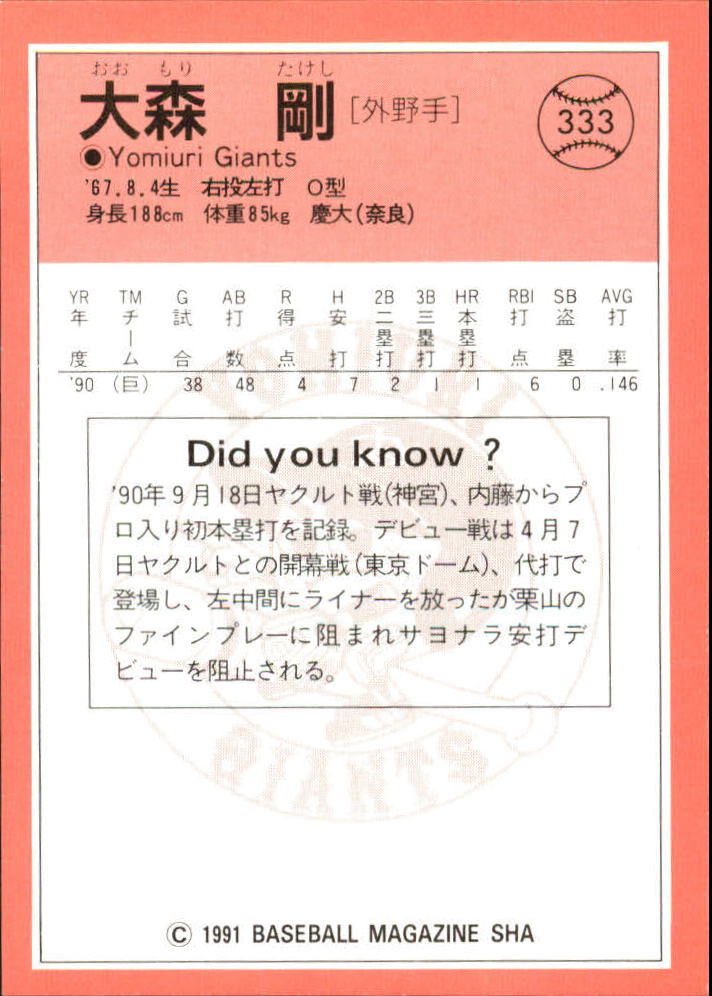 おお もり たけし
大森 剛 [外野手]
333
●Yomiuri Giants
'67.8.4生 右投左打 O型
身長188cm 体重85kg 慶大(奈良)
YR TM G AB R H 2B 3B HR RBI SB AVG
年度 チーム 試合 打数 得点 安打 二塁打 三塁打 本塁打 打点 盗塁 打率
'90 (巨) 38 48 4 7 2 1 1 6 0 .146
Did you know ?
'90年9月18日ヤクルト戦(神宮)、内藤からプ
ロ入り初本塁打を記録。デビュー戦は4月7
日ヤクルトとの開幕戦(東京ドーム)、代打で
登場し、左中間にライナーを放ったが栗山の
ファインプレーに阻まれサヨナラ安打デ
ビューを阻止される。
YOMIURI
GIANTS
© 1991 BASEBALL MAGAZINE SHA